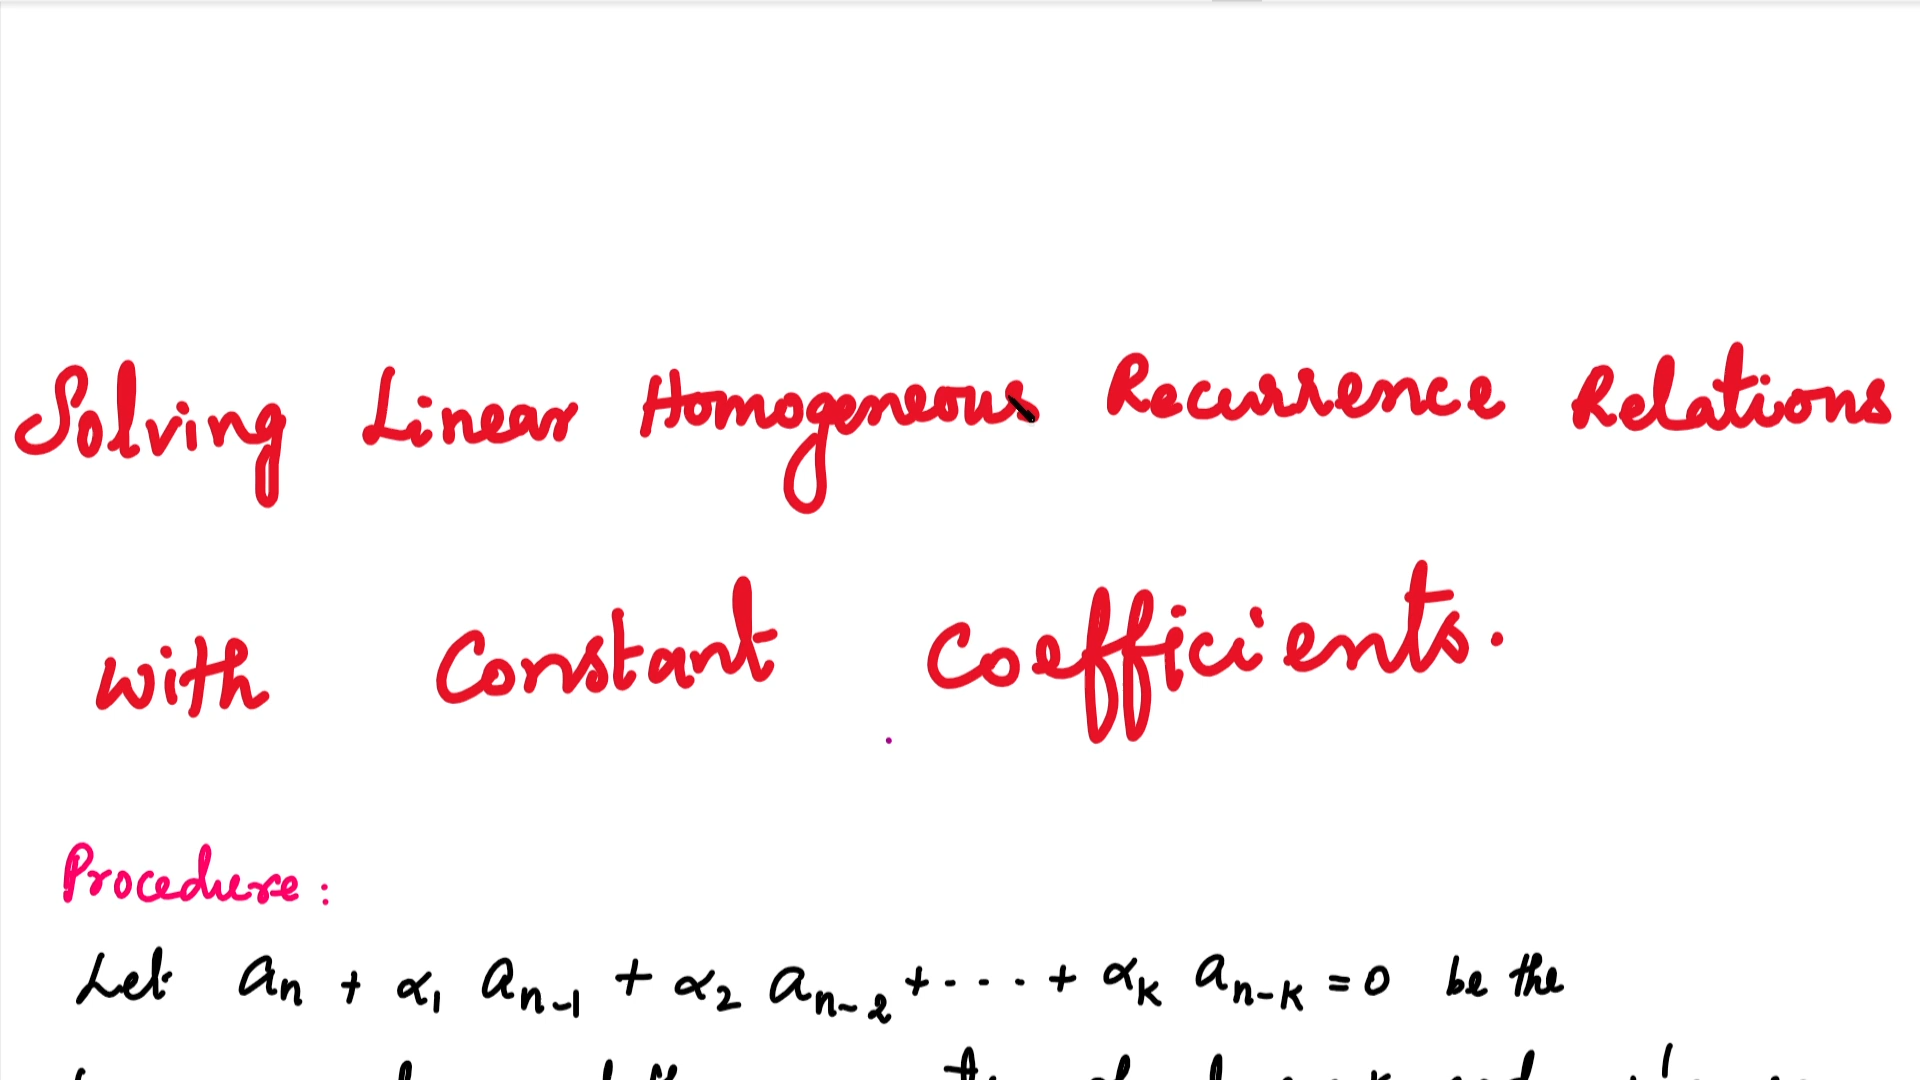 Solving Linear Homogeneous Recurrence Relations
with Constant Coefficients.
Procedure:
Let aₙ + α₁ aₙ₋₁ + α₂ aₙ₋₂ + - - - + αₖ aₙ₋ₖ = 0 be the